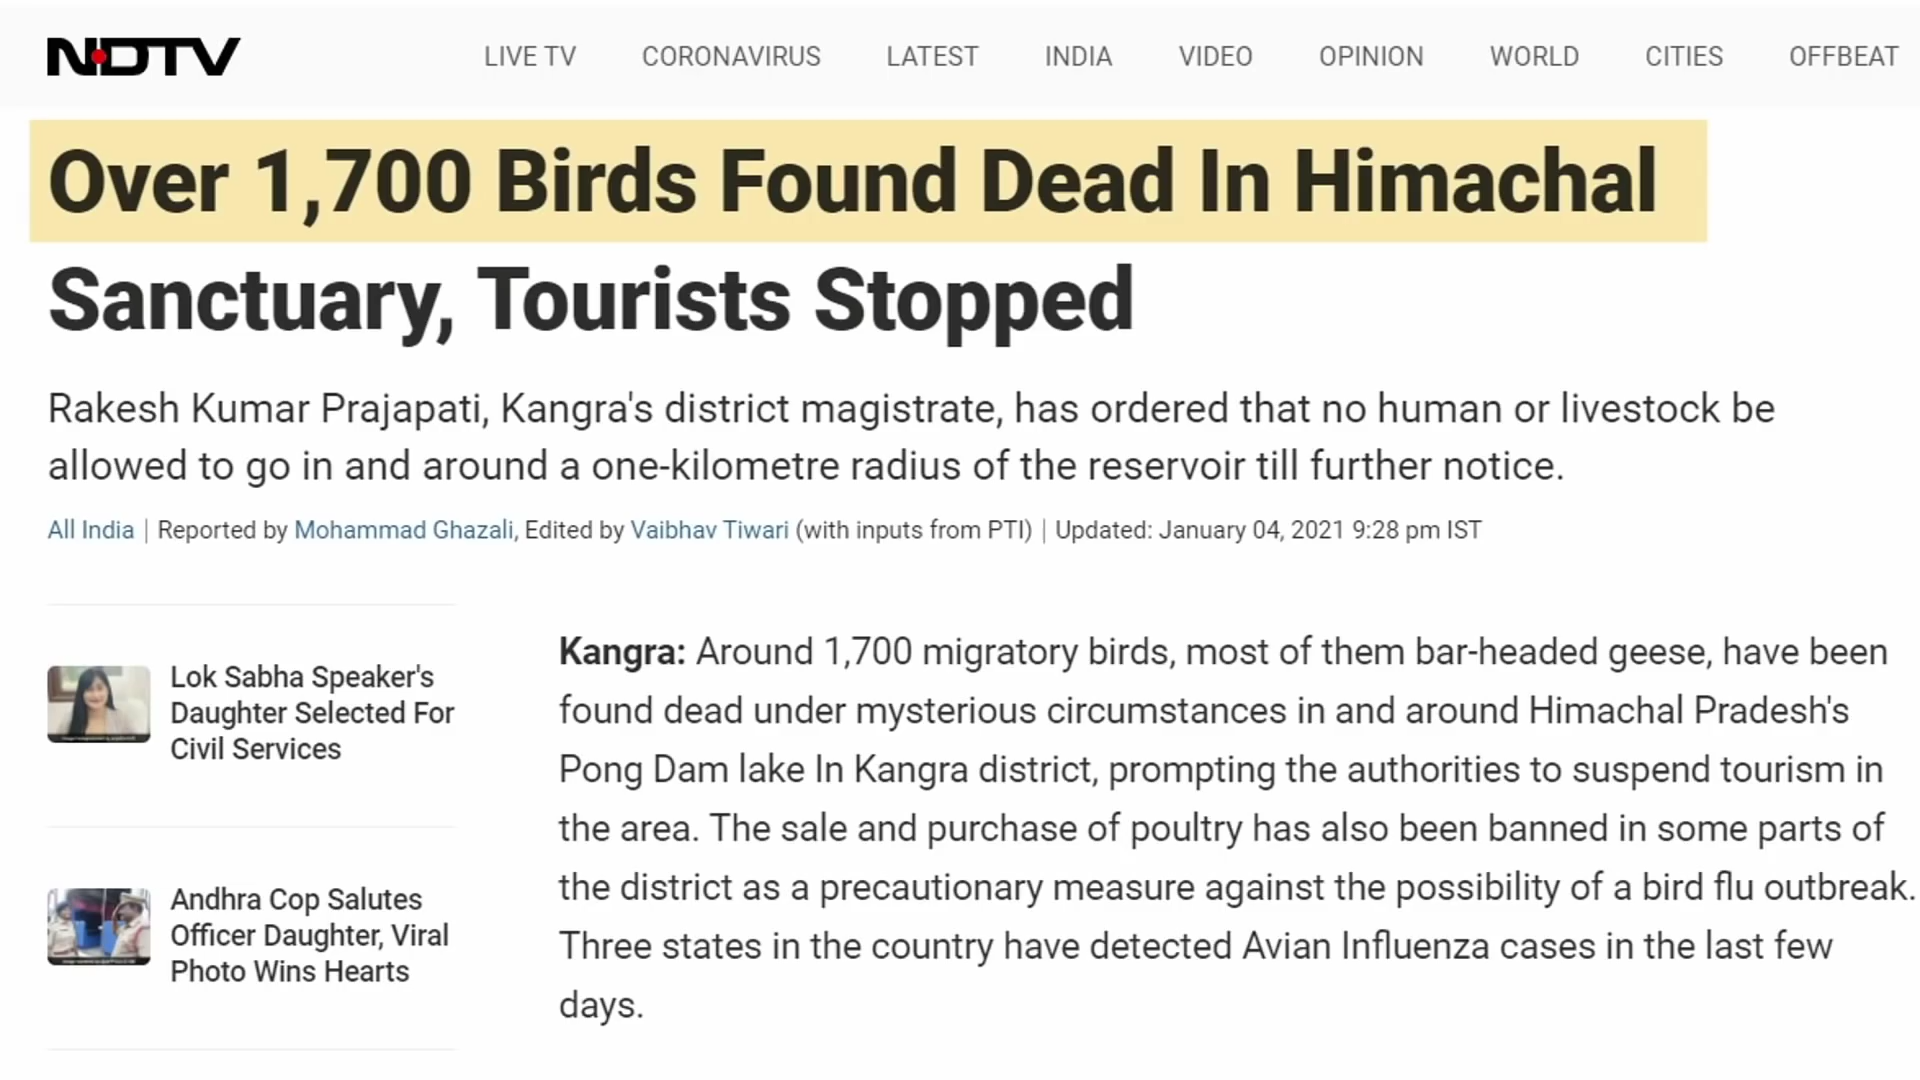 NDTV
LIVE TV CORONAVIRUS LATEST INDIA VIDEO OPINION WORLD CITIES OFFBEAT
Over 1,700 Birds Found Dead In Himachal
Sanctuary, Tourists Stopped
Rakesh Kumar Prajapati, Kangra's district magistrate, has ordered that no human or livestock be
allowed to go in and around a one-kilometre radius of the reservoir till further notice.
All India | Reported by Mohammad Ghazali, Edited by Vaibhav Tiwari (with inputs from PTI) | Updated: January 04, 2021 9:28 pm IST
Lok Sabha Speaker's
Daughter Selected For
Civil Services
Andhra Cop Salutes
Officer Daughter, Viral
Photo Wins Hearts
Kangra: Around 1,700 migratory birds, most of them bar-headed geese, have been
found dead under mysterious circumstances in and around Himachal Pradesh's
Pong Dam lake In Kangra district, prompting the authorities to suspend tourism in
the area. The sale and purchase of poultry has also been banned in some parts of
the district as a precautionary measure against the possibility of a bird flu outbreak.
Three states in the country have detected Avian Influenza cases in the last few
days.